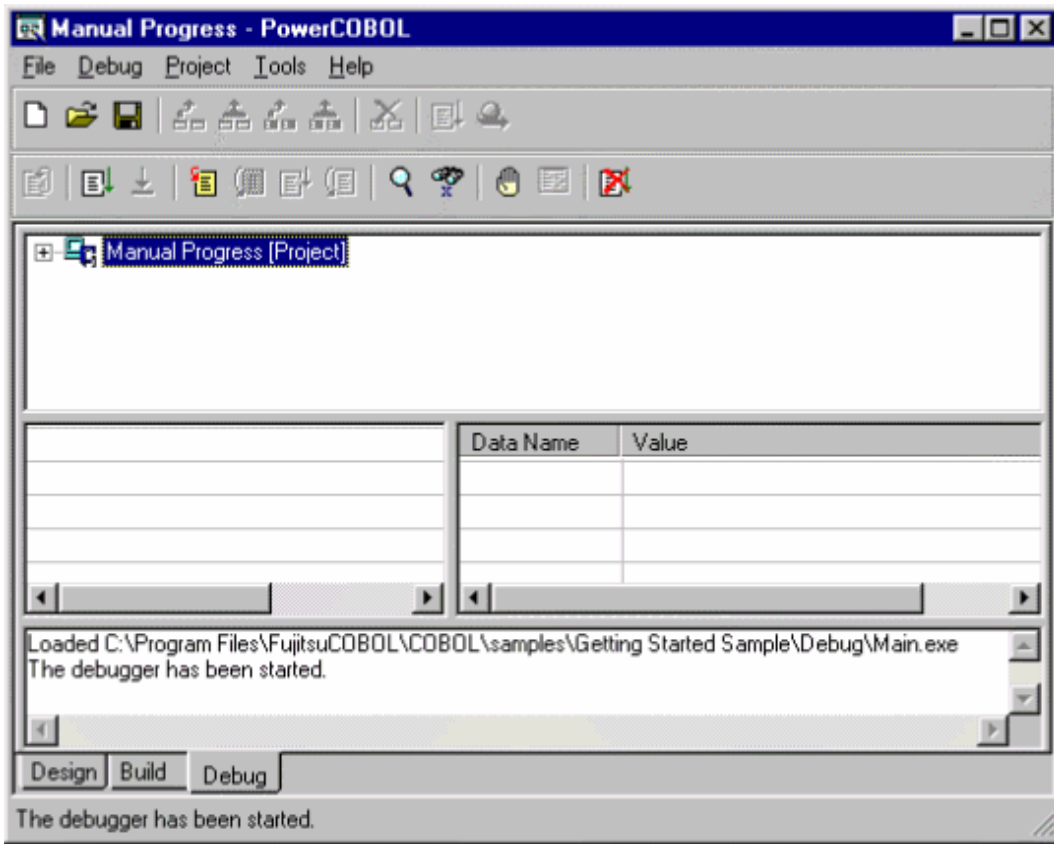 Manual Progress - PowerCOBOL
File Debug Project Tools Help
Manual Progress [Project]
Data Name Value
Loaded C:\Program Files\FujitsuCOBOL\COBOL\samples\Getting Started Sample\Debug\Main.exe
The debugger has been started.
Design Build Debug
The debugger has been started.